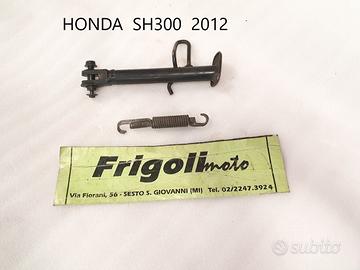 HONDA SH300 2012
Frigolimoto
Via Fiorani, 56 - SESTO S. GIOVANNI (MI) Tel. 02/2247.3924
subito